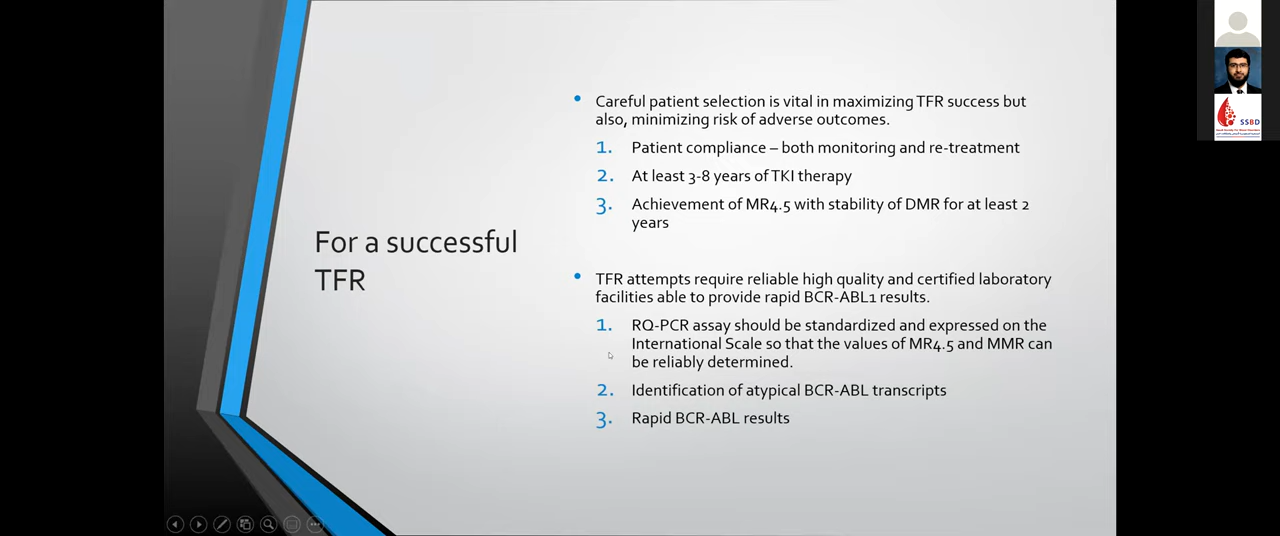 For a successful
TFR
• Careful patient selection is vital in maximizing TFR success but
also, minimizing risk of adverse outcomes.
1. Patient compliance – both monitoring and re-treatment
2. At least 3-8 years of TKI therapy
3. Achievement of MR4.5 with stability of DMR for at least 2
years
• TFR attempts require reliable high quality and certified laboratory
facilities able to provide rapid BCR-ABL1 results.
1. RQ-PCR assay should be standardized and expressed on the
International Scale so that the values of MR4.5 and MMR can
be reliably determined.
2. Identification of atypical BCR-ABL transcripts
3. Rapid BCR-ABL results
SSBD